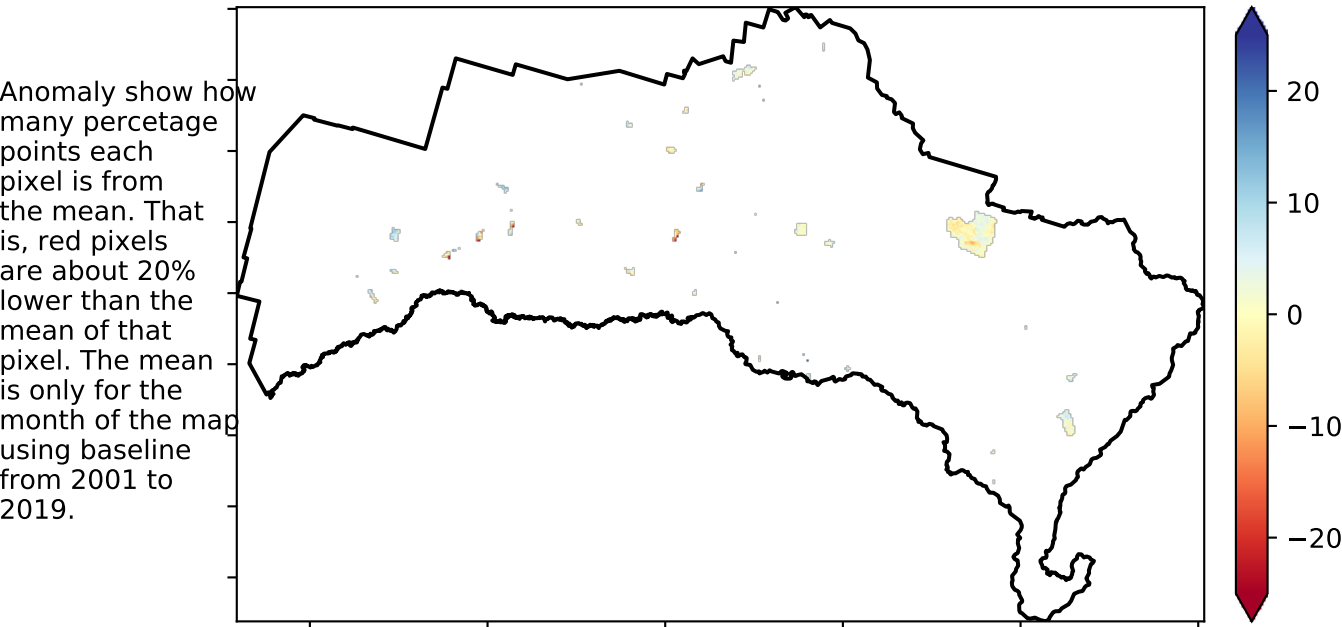 Anomaly show how
many percetage
points each
pixel is from
the mean. That
is, red pixels
are about 20%
lower than the
mean of that
pixel. The mean
is only for the
month of the map
using baseline
from 2001 to
2019.
20
10
0
−10
−20